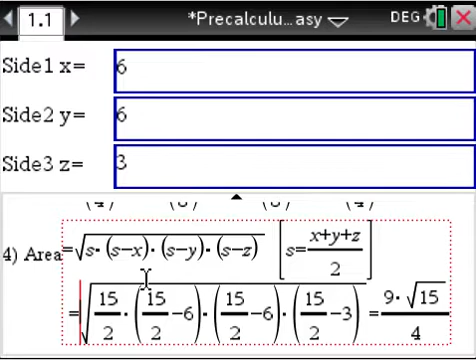 1.1 *Precalculu...asy DEG
Side1 x= 6
Side2 y= 6
Side3 z= 3
4) Area =√(s·(s−x)·(s−y)·(s−z)) [s=(x+y+z)/2]
=√(15/2·(15/2−6)·(15/2−6)·(15/2−3)) = 9·√15/4